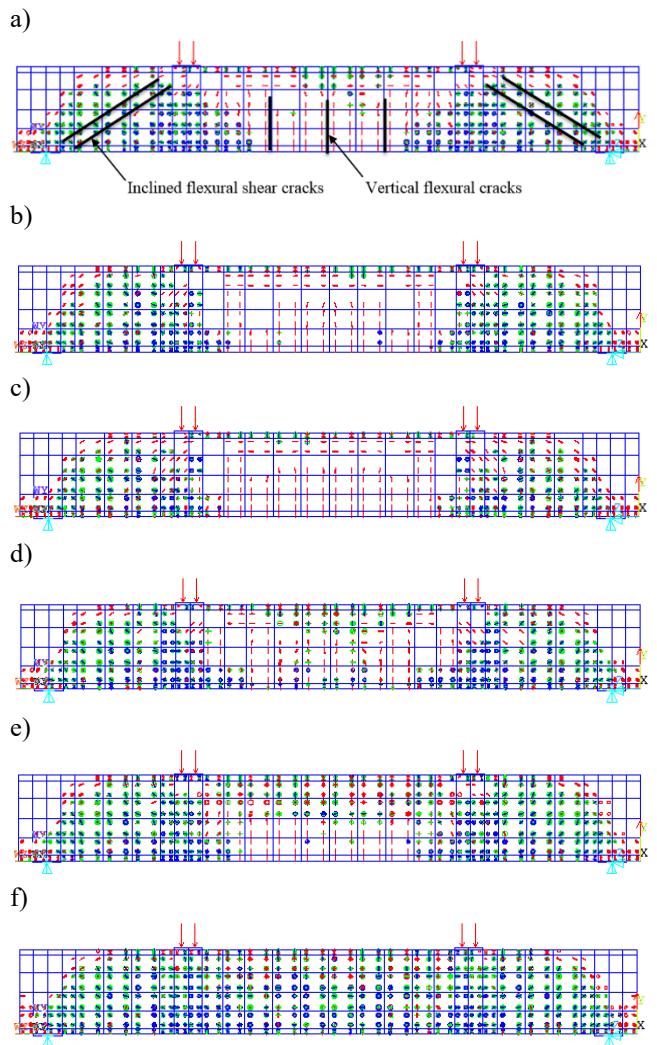 a)
Y
X
Inclined flexural shear cracks
Vertical flexural cracks
b)
Y
X
c)
Y
X
d)
Y
X
e)
Y
X
f)
Y
X